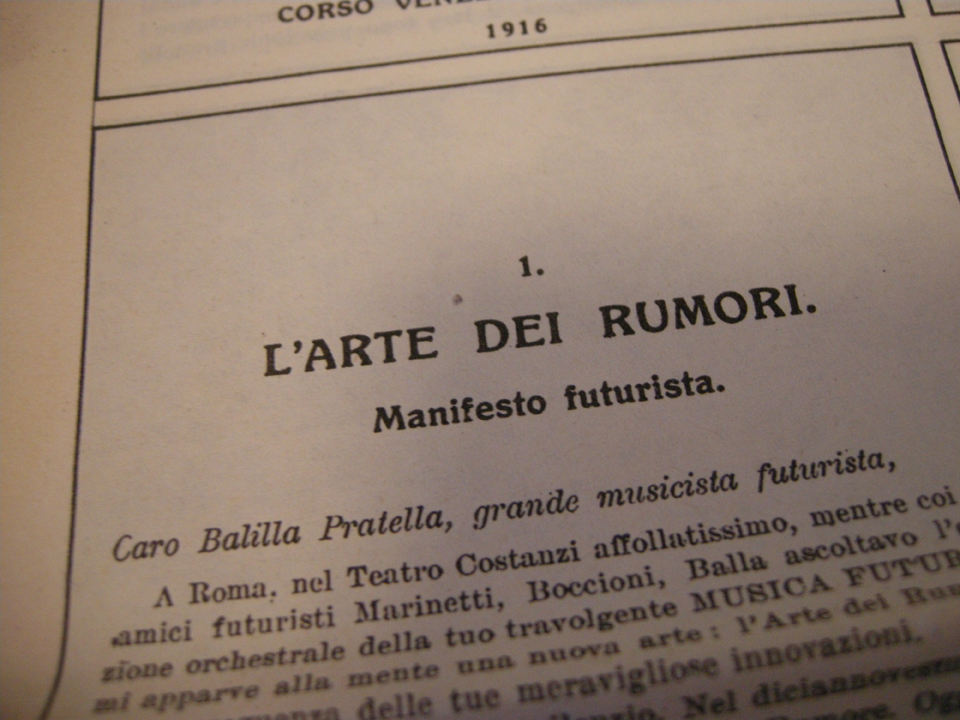 CORSO
1916
1.
L'ARTE DEI RUMORI.
Manifesto futurista.
Caro Balilla Pratella, grande musicista futurista,
A Roma, nel Teatro Costanzi affollatissimo, mentre coi
amici futuristi Marinetti, Boccioni, Balla ascoltavo
zione orchestrale della tuo travolgente MUSICA
mi apparve alla mente una nuova arte: l'Arte dei
delle tue meravigliose innovazioni.
Nel